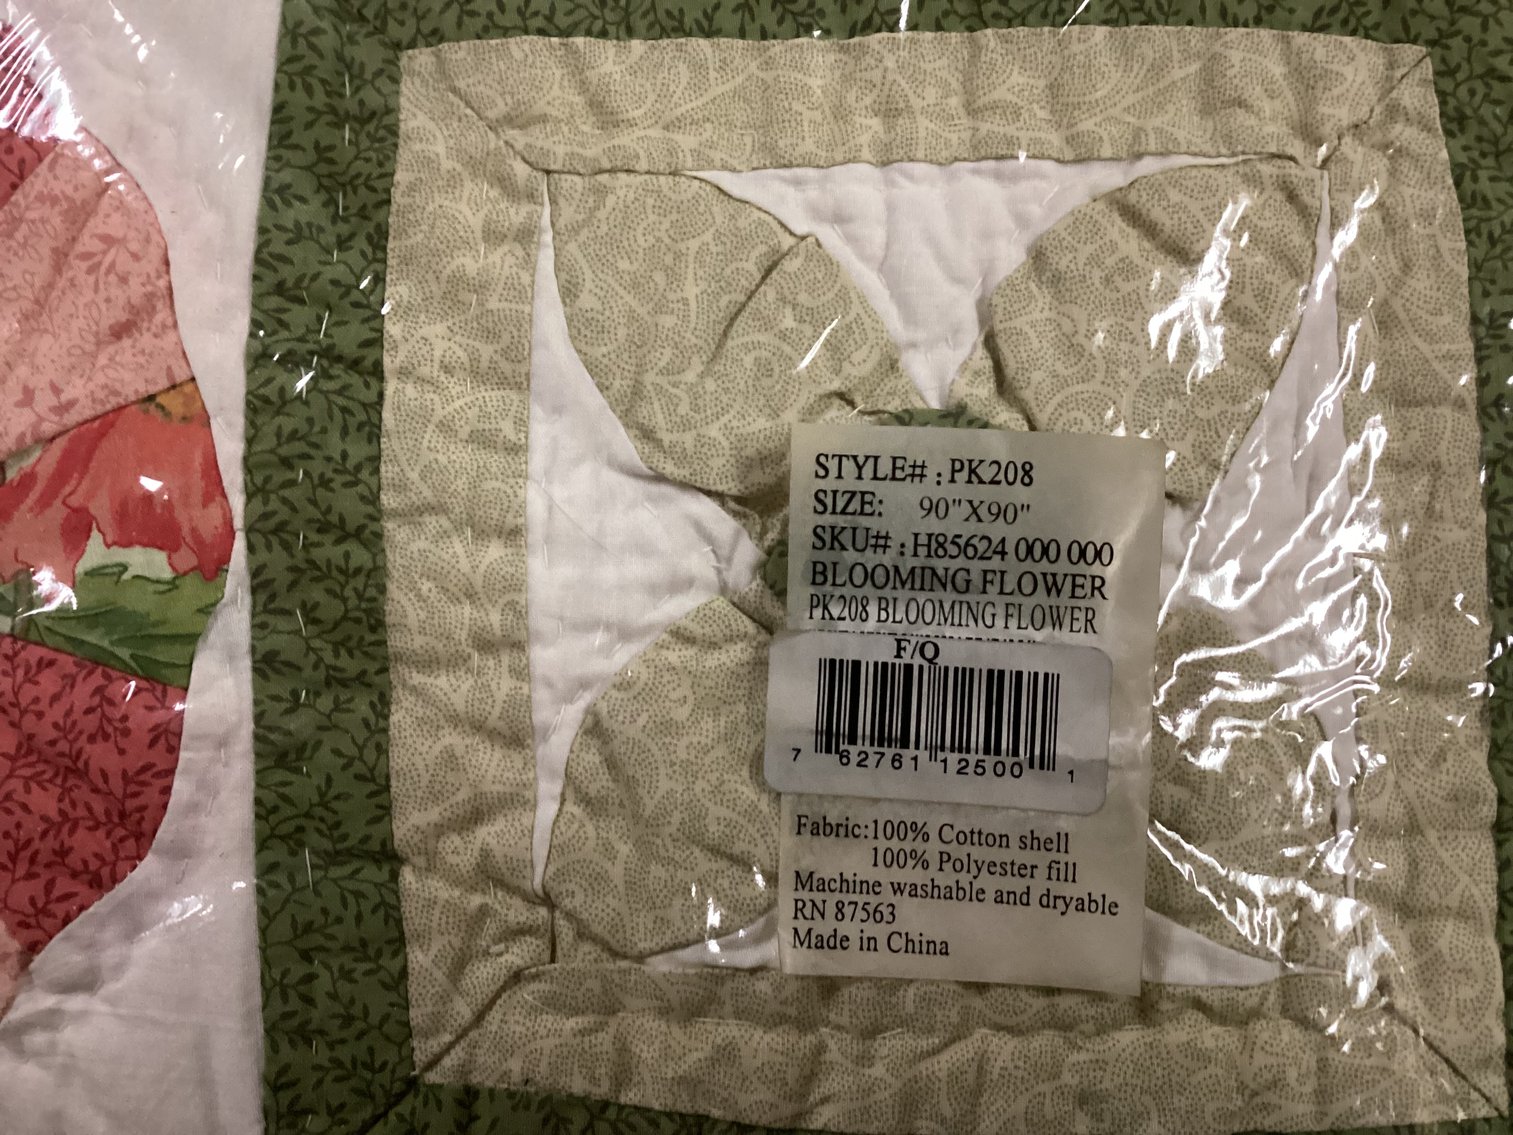 STYLE# : PK208
SIZE: 90"X90"
SKU# : H85624 000 000
BLOOMING FLOWER
PK208 BLOOMING FLOWER
F/Q
7 62761 12500 1
Fabric:100% Cotton shell
100% Polyester fill
Machine washable and dryable
RN 87563
Made in China